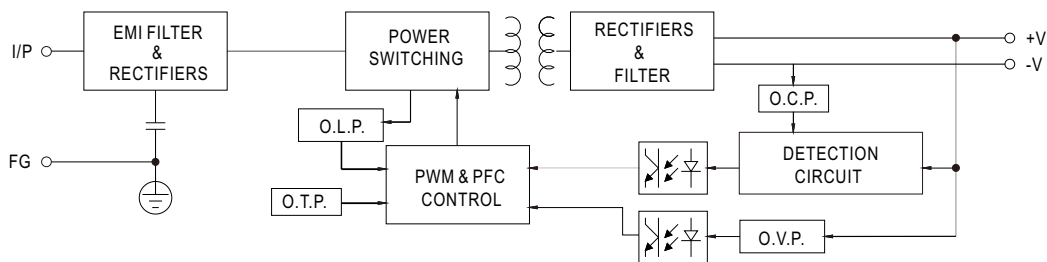 I/P
EMI FILTER
&
RECTIFIERS
POWER
SWITCHING
RECTIFIERS
&
FILTER
+V
-V
O.C.P.
O.L.P.
FG
PWM & PFC
CONTROL
DETECTION
CIRCUIT
O.T.P.
O.V.P.